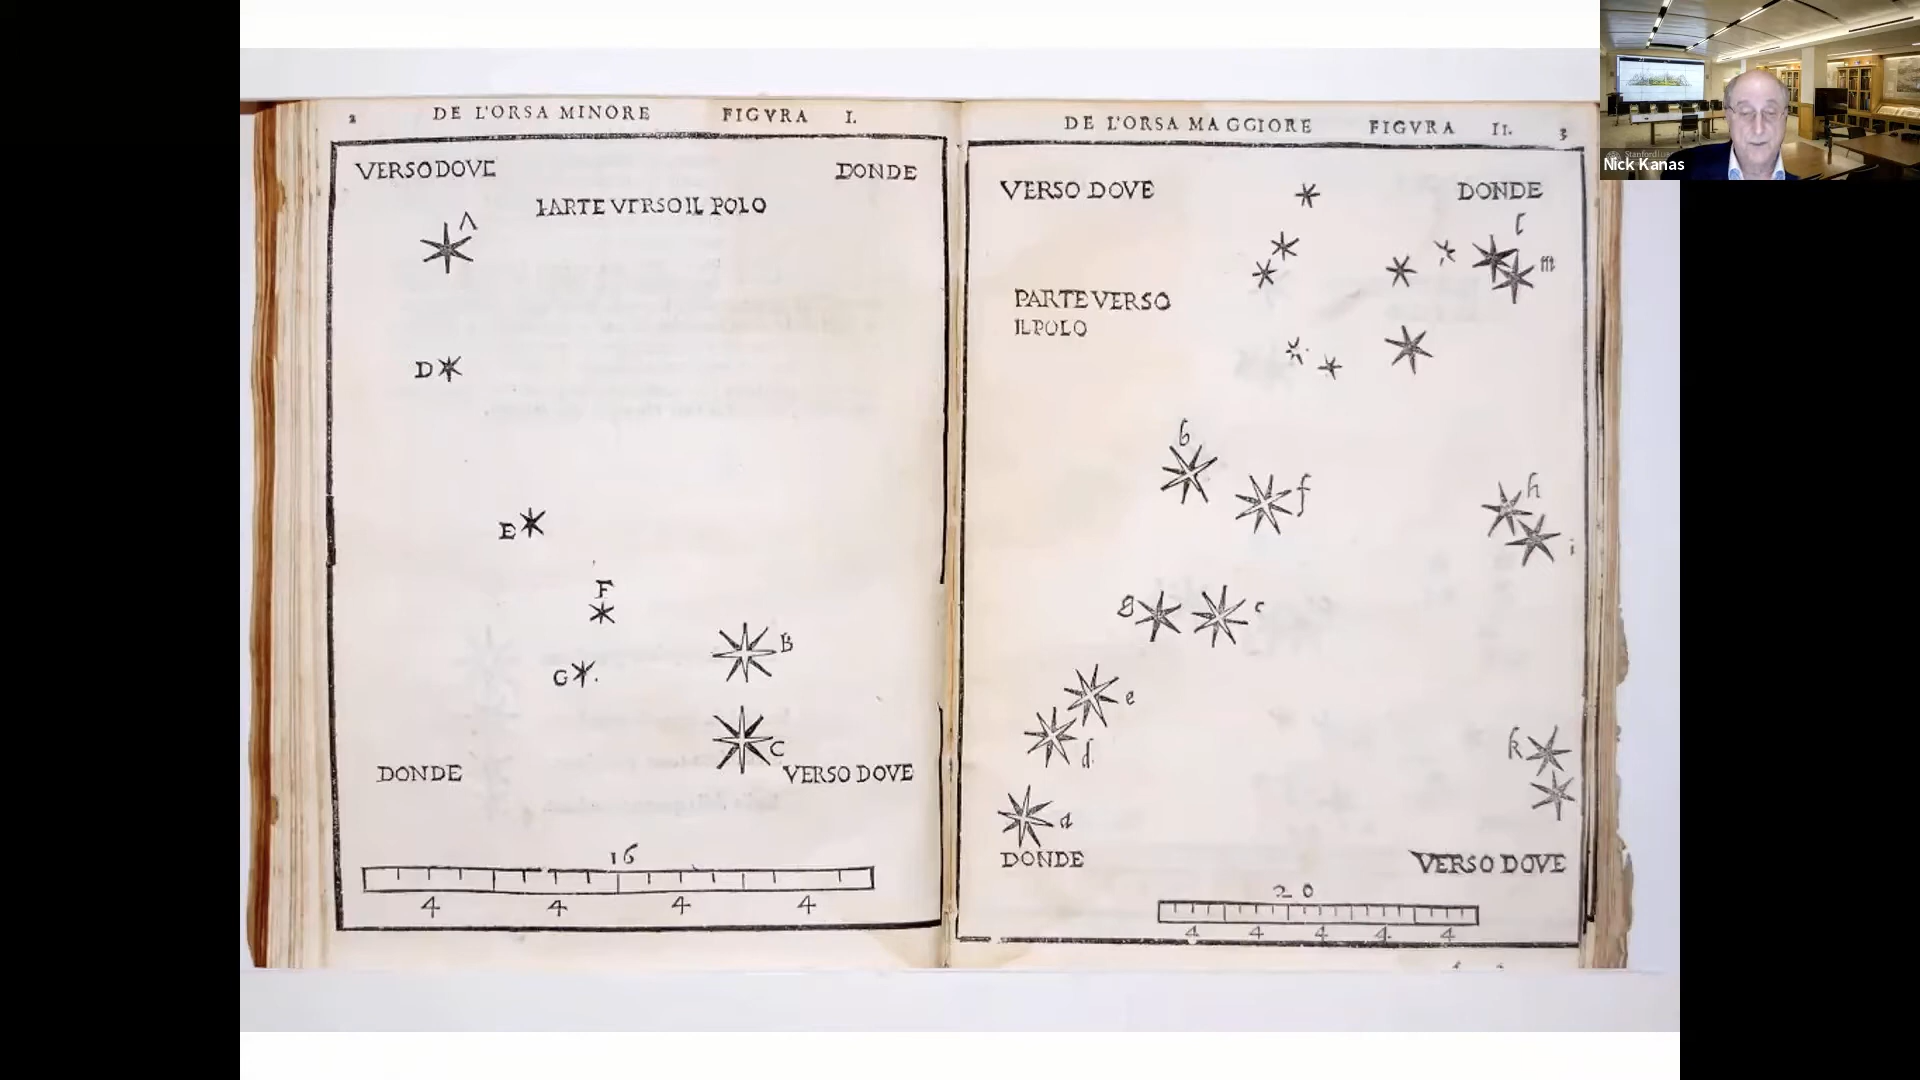 2 DE L'ORSA MINORE FIGVRA I.
VERSO DOVE DONDE
PARTE VERSO IL POLO
A
D
E
F
B
G
C
DONDE VERSO DOVE
16
4 4 4 4
DE L'ORSA MAGGIORE FIGVRA II. 3
VERSO DOVE DONDE
l
m
PARTE VERSO
IL POLO
b
f
h
i
g c
e
d.
k
a
DONDE VERSO DOVE
20
4 4 4 4 4
Nick Kanas